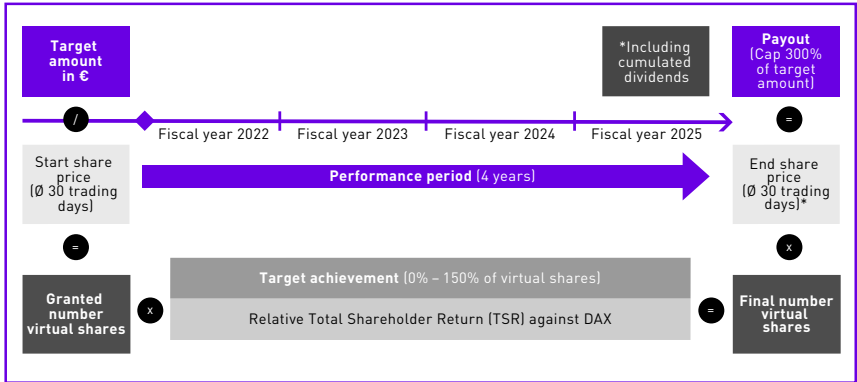 Target
amount
in €
*Including
cumulated
dividends
Payout
(Cap 300%
of target
amount)
/
=
Fiscal year 2022
Fiscal year 2023
Fiscal year 2024
Fiscal year 2025
Start share
price
(Ø 30 trading
days)
Performance period (4 years)
End share
price
(Ø 30 trading
days)*
=
x
Granted
number
virtual shares
x
Target achievement (0% – 150% of virtual shares)
Relative Total Shareholder Return (TSR) against DAX
=
Final number
virtual
shares